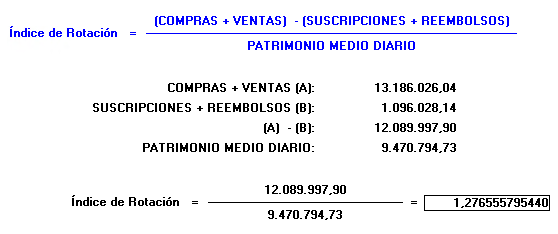 (COMPRAS + VENTAS) - (SUSCRIPCIONES + REEMBOLSOS)
Índice de Rotación =
PATRIMONIO MEDIO DIARIO
COMPRAS + VENTAS (A): 13.186.026,04
SUSCRIPCIONES + REEMBOLSOS (B): 1.096.028,14
(A) - (B): 12.089.997,90
PATRIMONIO MEDIO DIARIO: 9.470.794,73
12.089.997,90
Índice de Rotación = = 1,276555795440
9.470.794,73